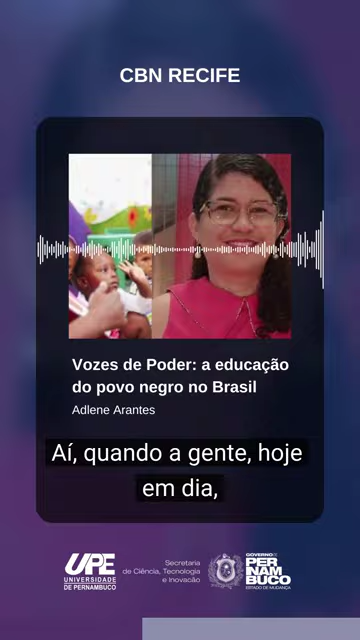 CBN RECIFE
Vozes de Poder: a educação
do povo negro no Brasil
Adlene Arantes
Aí, quando a gente, hoje
em dia,
UPE
UNIVERSIDADE
DE PERNAMBUCO
Secretaria
de Ciência, Tecnologia
e Inovação
GOVERNO DE
PER
NAM
BUCO
ESTADO DE MUDANÇA